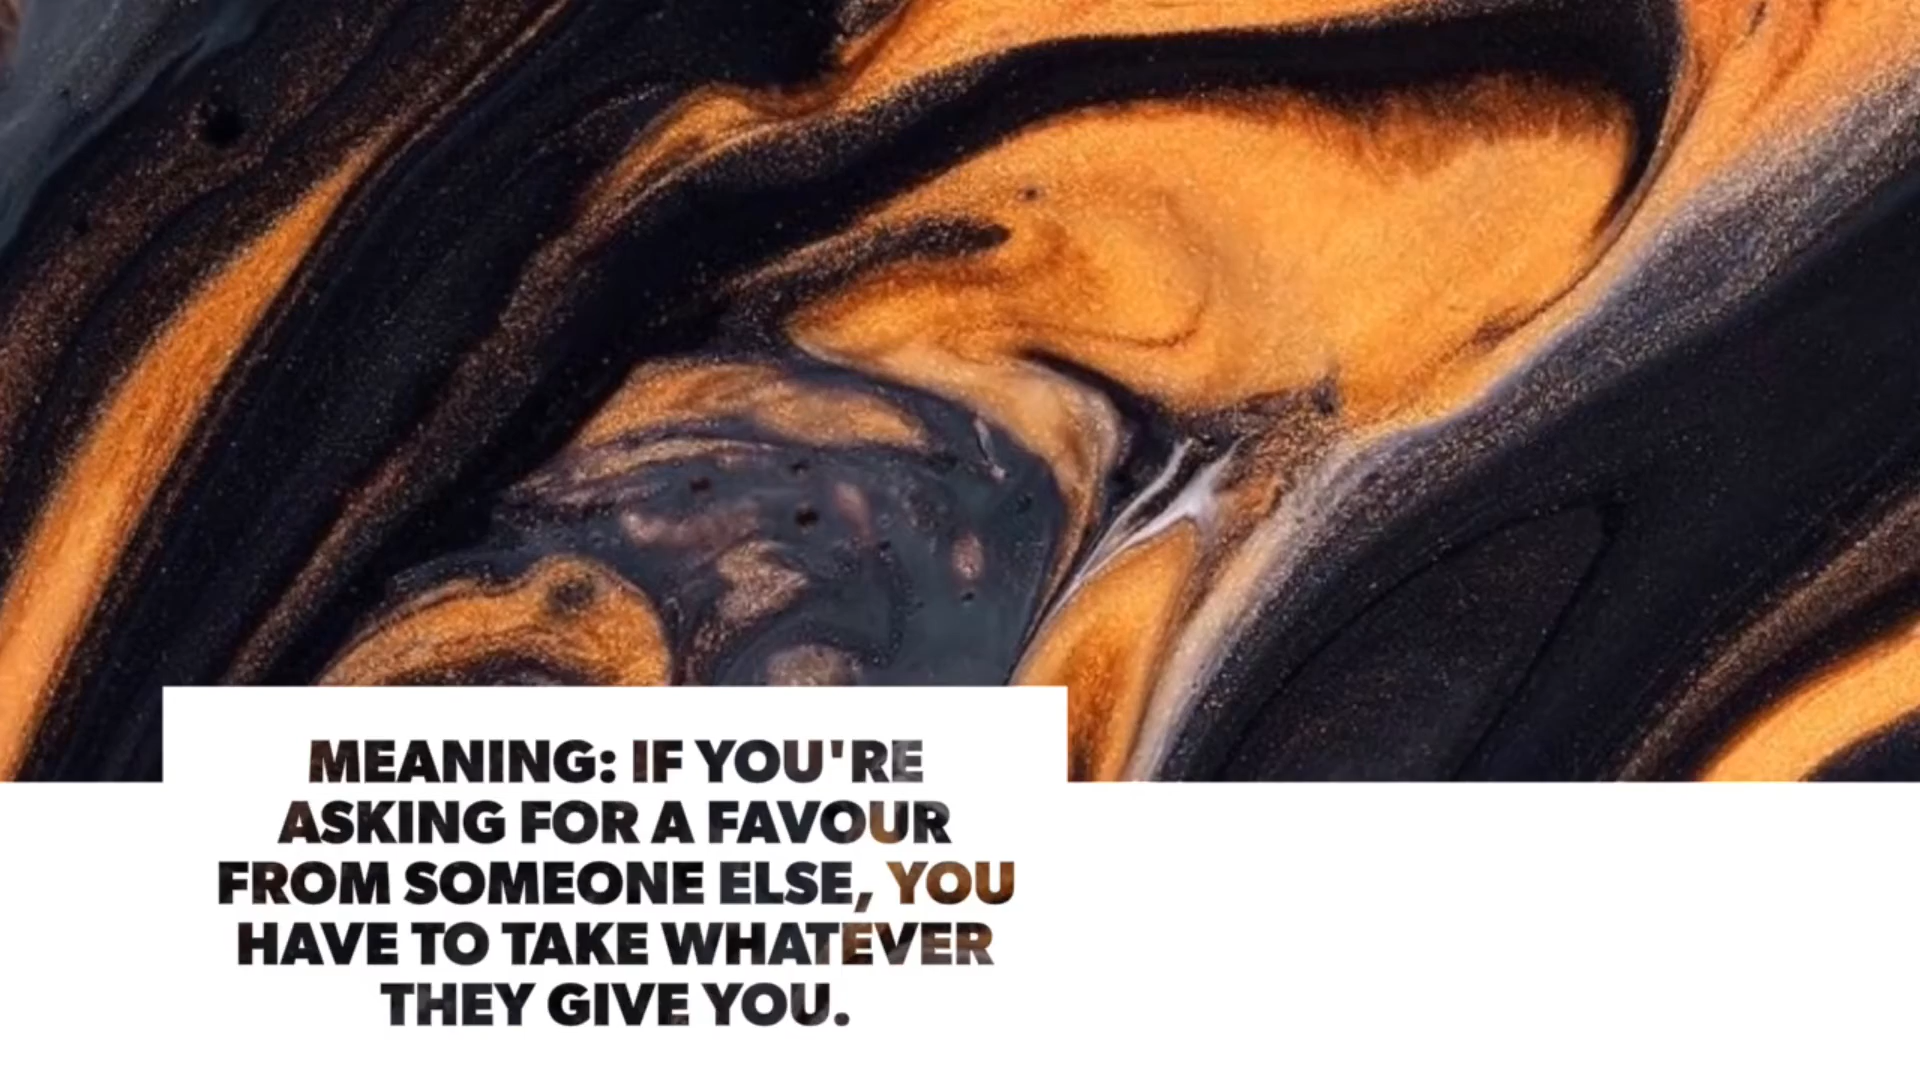 MEANING: IF YOU'RE
ASKING FOR A FAVOUR
FROM SOMEONE ELSE, YOU
HAVE TO TAKE WHATEVER
THEY GIVE YOU.